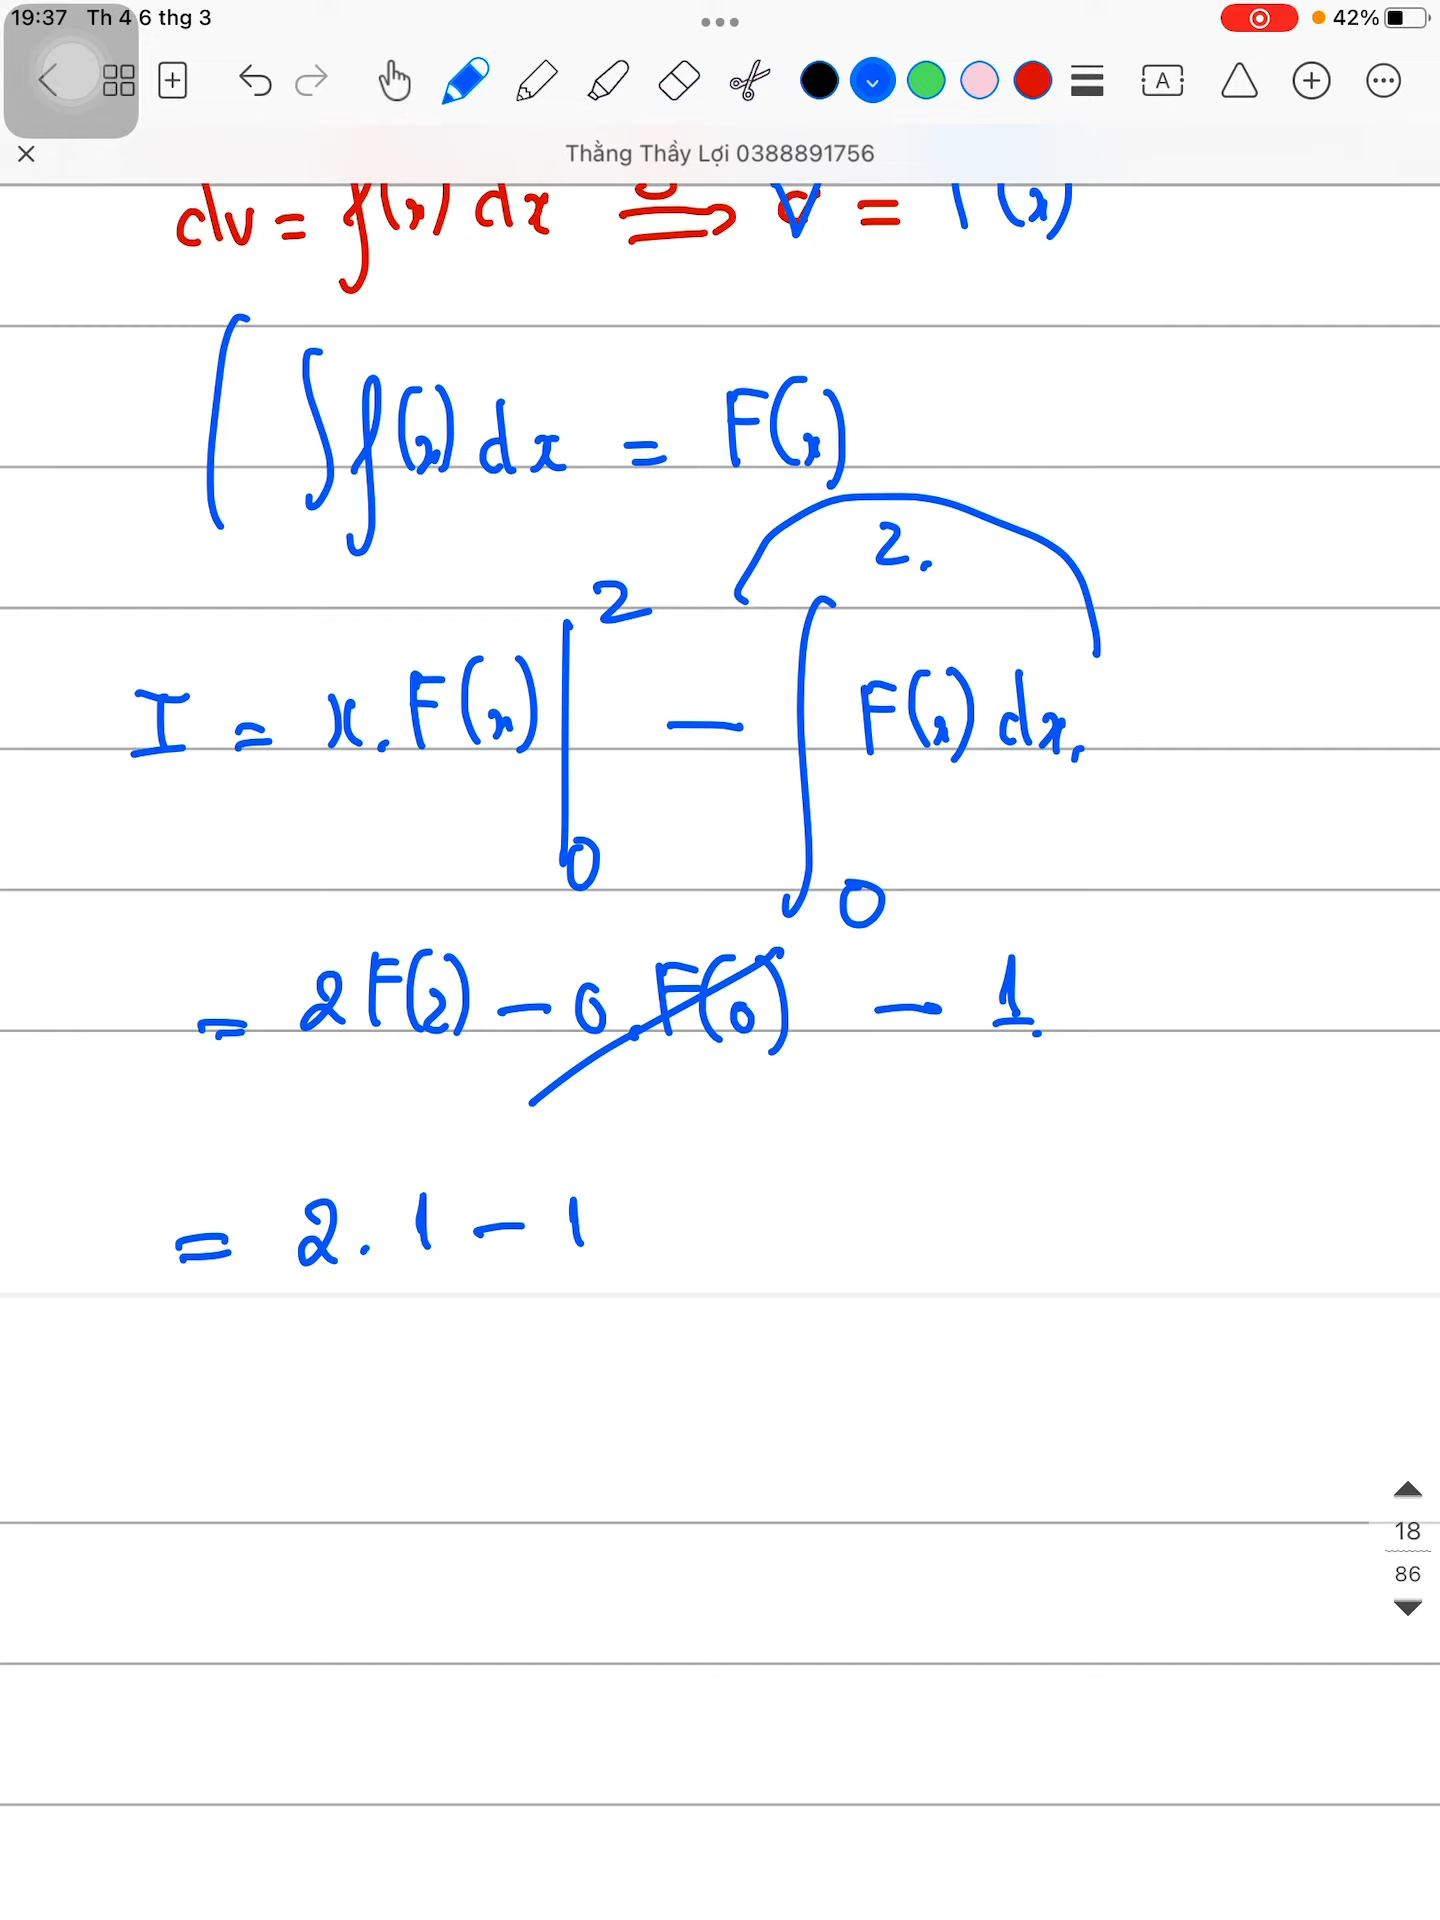 19:37 Th 4 6 thg 3
42%
A
Thằng Thầy Lợi 0388891756
dv = f(x) dx ⟹ v = F(x)
( ∫ f(x) dx = F(x)
I = x.F(x) |₀² − ∫₀² F(x) dx.
= 2F(2) − 0.F(0) − 1.
= 2.1 − 1
18
86